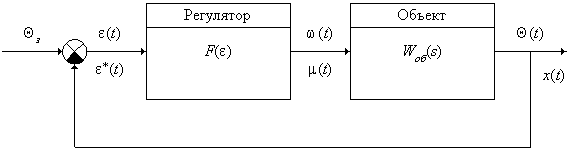 Регулятор Объект
Θз ε(t) ω(t) Θ(t)
F(ε) Wоб(s)
ε*(t) μ(t) x(t)